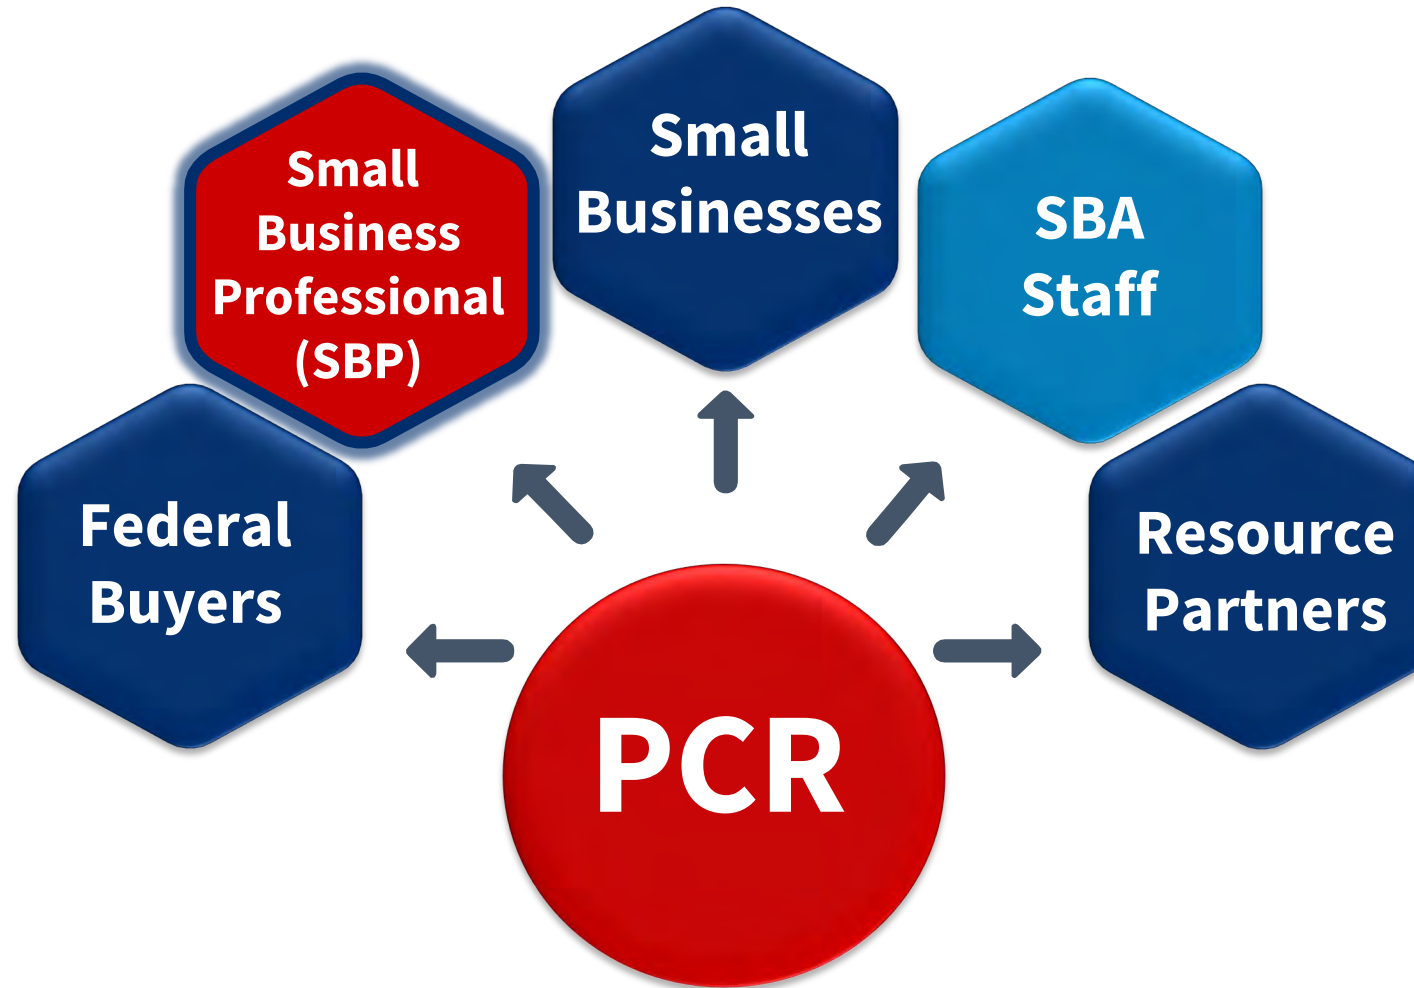 Small
Business
Professional
(SBP)
Small
Businesses
SBA
Staff
Federal
Buyers
Resource
Partners
PCR